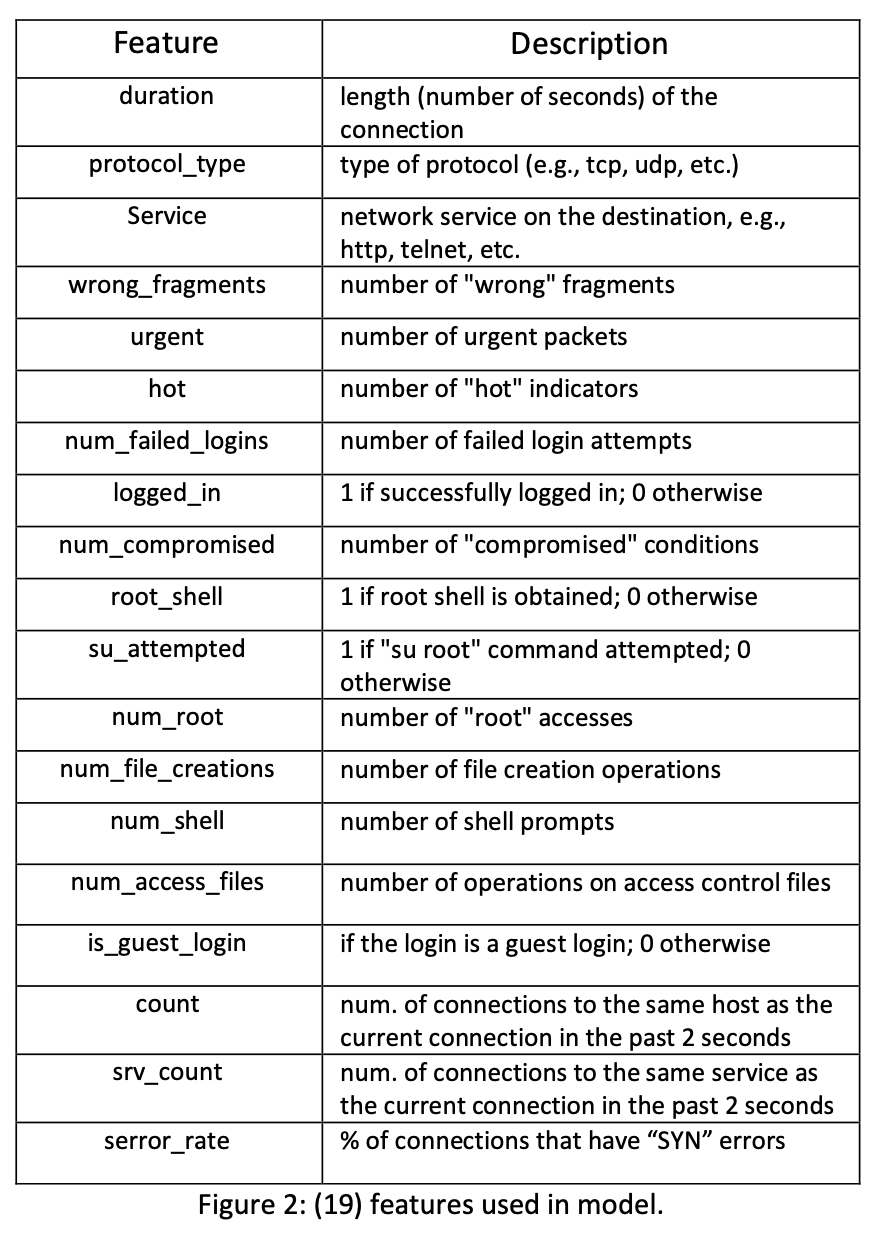 Feature Description
duration length (number of seconds) of the
connection
protocol_type type of protocol (e.g., tcp, udp, etc.)
Service network service on the destination, e.g.,
http, telnet, etc.
wrong_fragments number of "wrong" fragments
urgent number of urgent packets
hot number of "hot" indicators
num_failed_logins number of failed login attempts
logged_in 1 if successfully logged in; 0 otherwise
num_compromised number of "compromised" conditions
root_shell 1 if root shell is obtained; 0 otherwise
su_attempted 1 if "su root" command attempted; 0
otherwise
num_root number of "root" accesses
num_file_creations number of file creation operations
num_shell number of shell prompts
num_access_files number of operations on access control files
is_guest_login if the login is a guest login; 0 otherwise
count num. of connections to the same host as the
current connection in the past 2 seconds
srv_count num. of connections to the same service as
the current connection in the past 2 seconds
serror_rate % of connections that have “SYN” errors
Figure 2: (19) features used in model.